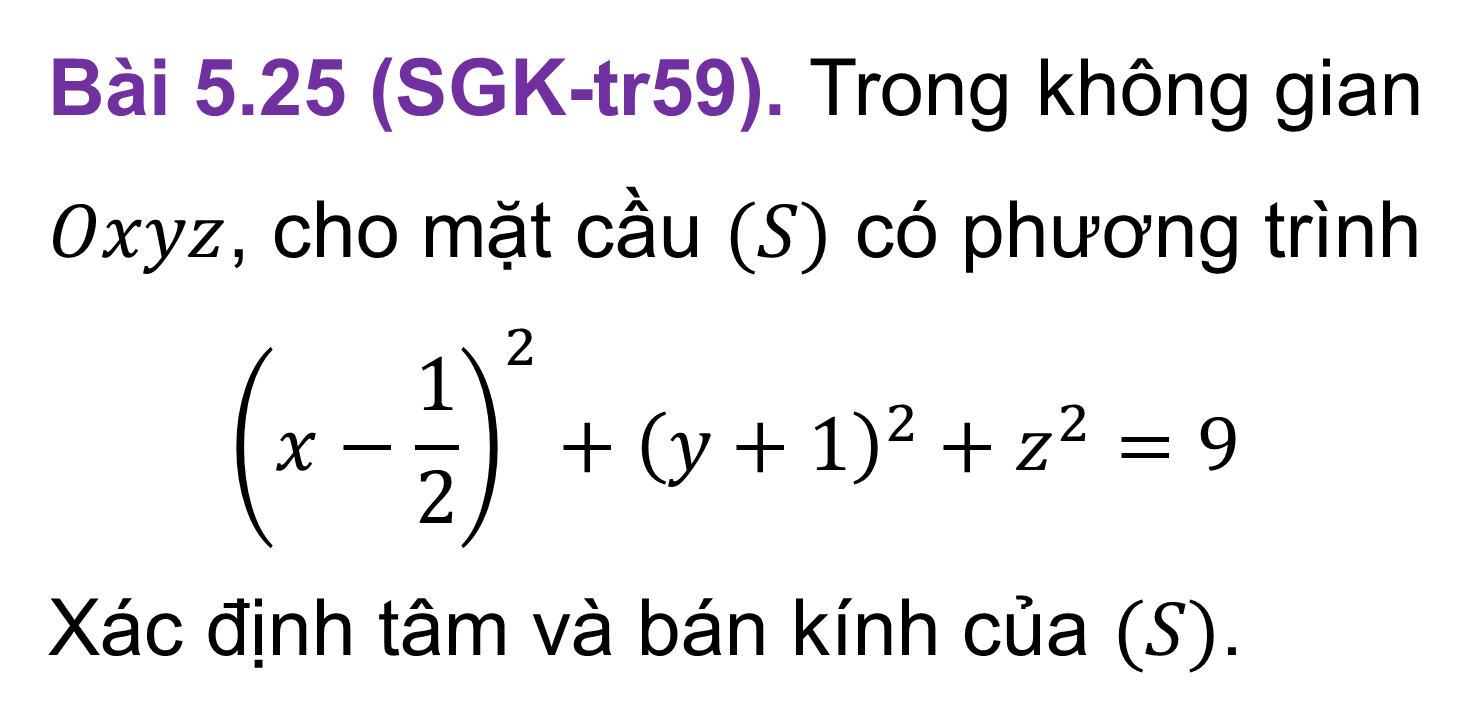 Bài 5.25 (SGK-tr59). Trong không gian
Oxyz, cho mặt cầu (S) có phương trình
(x − 1/2)² + (y + 1)² + z² = 9
Xác định tâm và bán kính của (S).